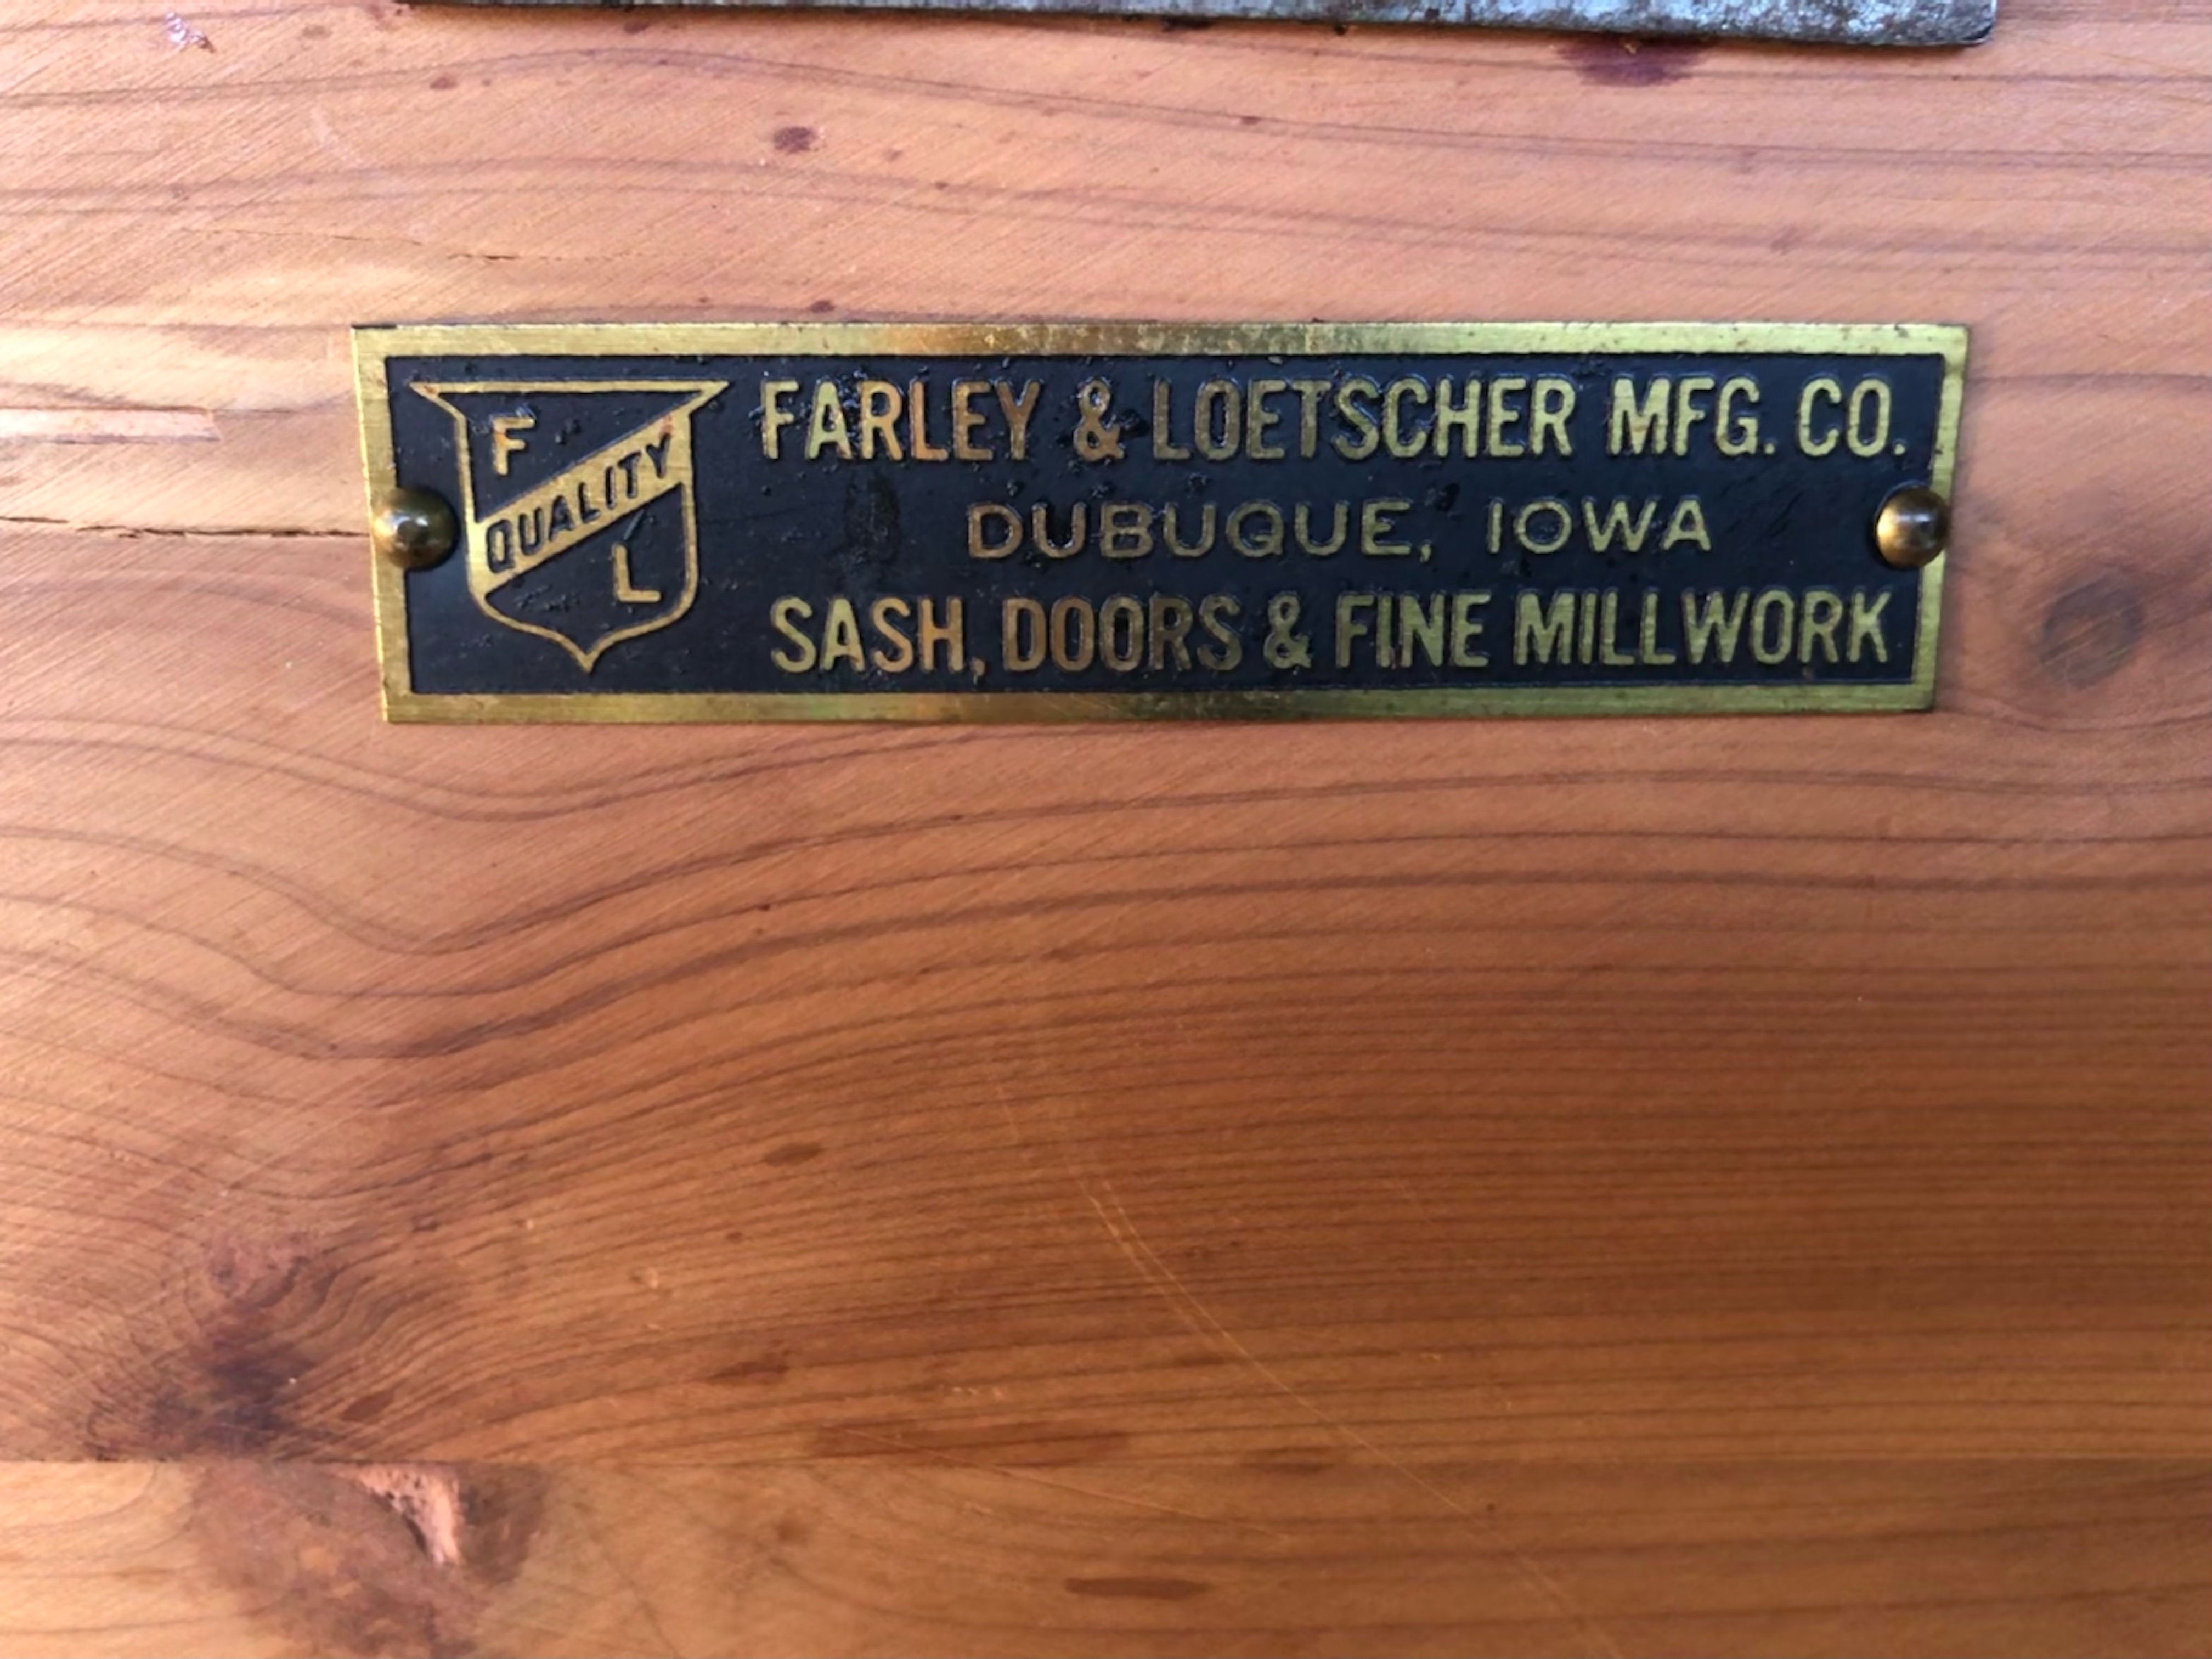 F
QUALITY
L
FARLEY & LOETSCHER MFG. CO.
DUBUQUE, IOWA
SASH, DOORS & FINE MILLWORK